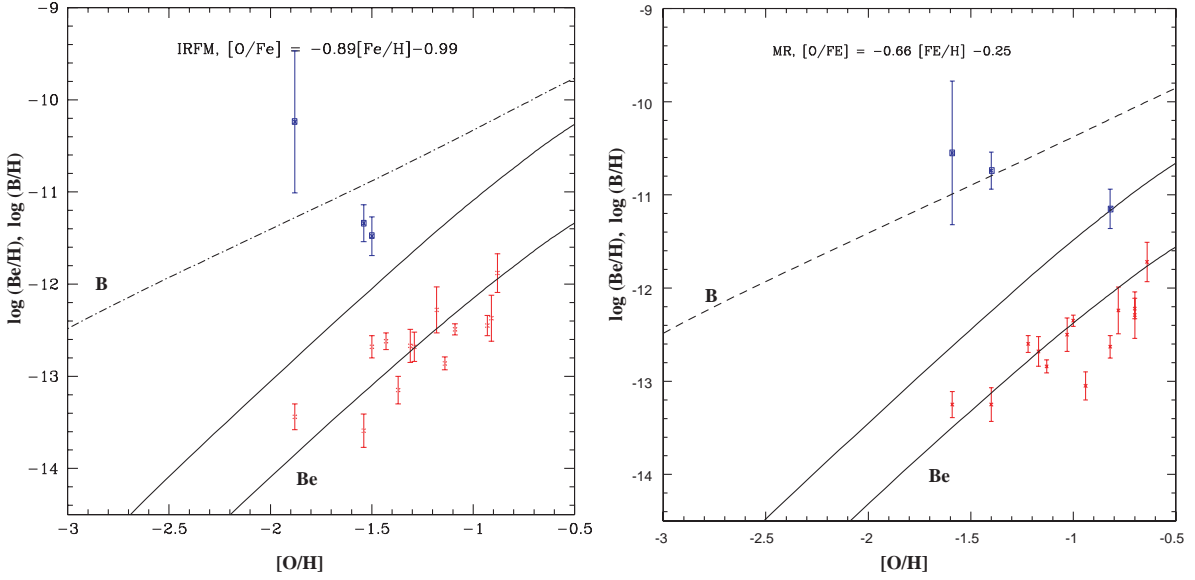 IRFM, [O/Fe] = −0.89[Fe/H]−0.99
−9
−10
−11
−12
−13
−14
log (Be/H), log (B/H)
B
Be
−3
−2.5
−2
−1.5
−1
−0.5
[O/H]
MR, [O/FE] = −0.66 [FE/H] −0.25
-9
-10
-11
-12
-13
-14
log (Be/H), log (B/H)
B
Be
-3
-2.5
-2
-1.5
-1
-0.5
[O/H]